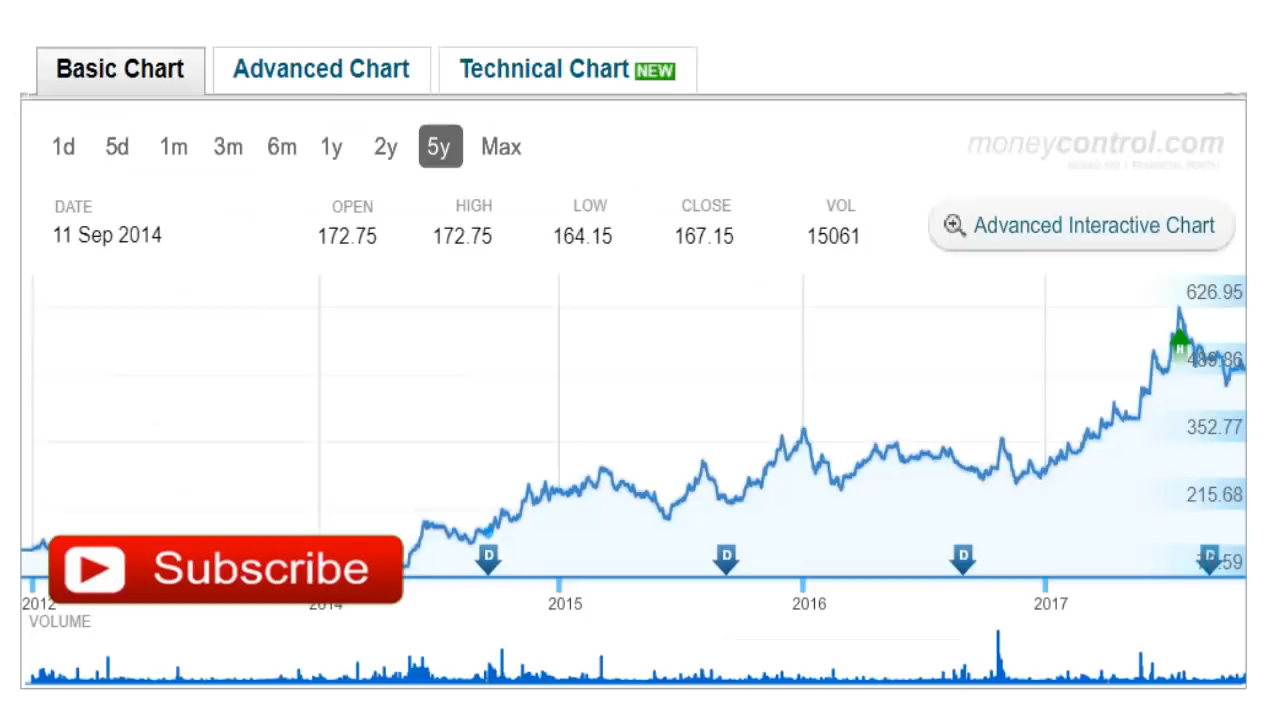 Basic Chart
Advanced Chart
Technical Chart NEW
1d 5d 1m 3m 6m 1y 2y 5y Max
moneycontrol.com
DATE OPEN HIGH LOW CLOSE VOL
11 Sep 2014 172.75 172.75 164.15 167.15 15061
Advanced Interactive Chart
626.95
H
489.86
352.77
215.68
D D D D
Subscribe
2012 2014 2015 2016 2017
VOLUME